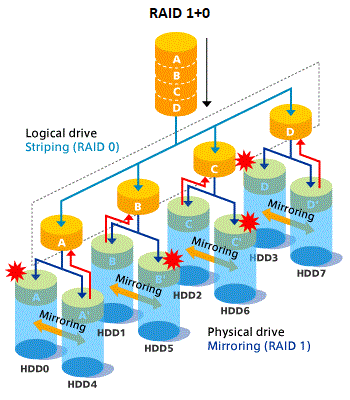 RAID 1+0
A
B
C
D
Logical drive
Striping (RAID 0)
D
C
B
A
D
D'
Mirroring
C
C'
Mirroring
B
B'
Mirroring
A
A'
Mirroring
HDD3
HDD7
HDD2
HDD6
HDD1
HDD5
HDD0
HDD4
Physical drive
Mirroring (RAID 1)